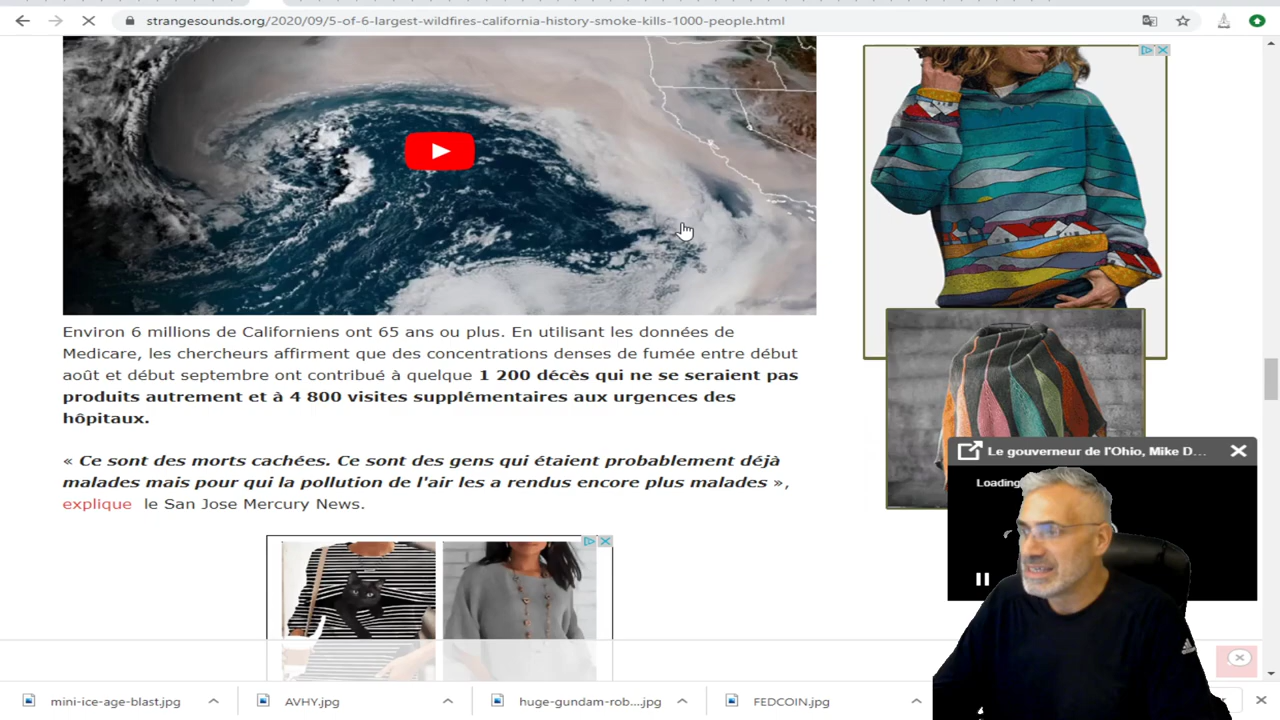 strangesounds.org/2020/09/5-of-6-largest-wildfires-california-history-smoke-kills-1000-people.html
Environ 6 millions de Californiens ont 65 ans ou plus. En utilisant les données de
Medicare, les chercheurs affirment que des concentrations denses de fumée entre début
août et début septembre ont contribué à quelque 1 200 décès qui ne se seraient pas
produits autrement et à 4 800 visites supplémentaires aux urgences des
hôpitaux.
Le gouverneur de l'Ohio, Mike D...
Loading
« Ce sont des morts cachées. Ce sont des gens qui étaient probablement déjà
malades mais pour qui la pollution de l'air les a rendus encore plus malades »,
explique le San Jose Mercury News.
mini-ice-age-blast.jpg
AVHY.jpg
huge-gundam-rob....jpg
FEDCOIN.jpg